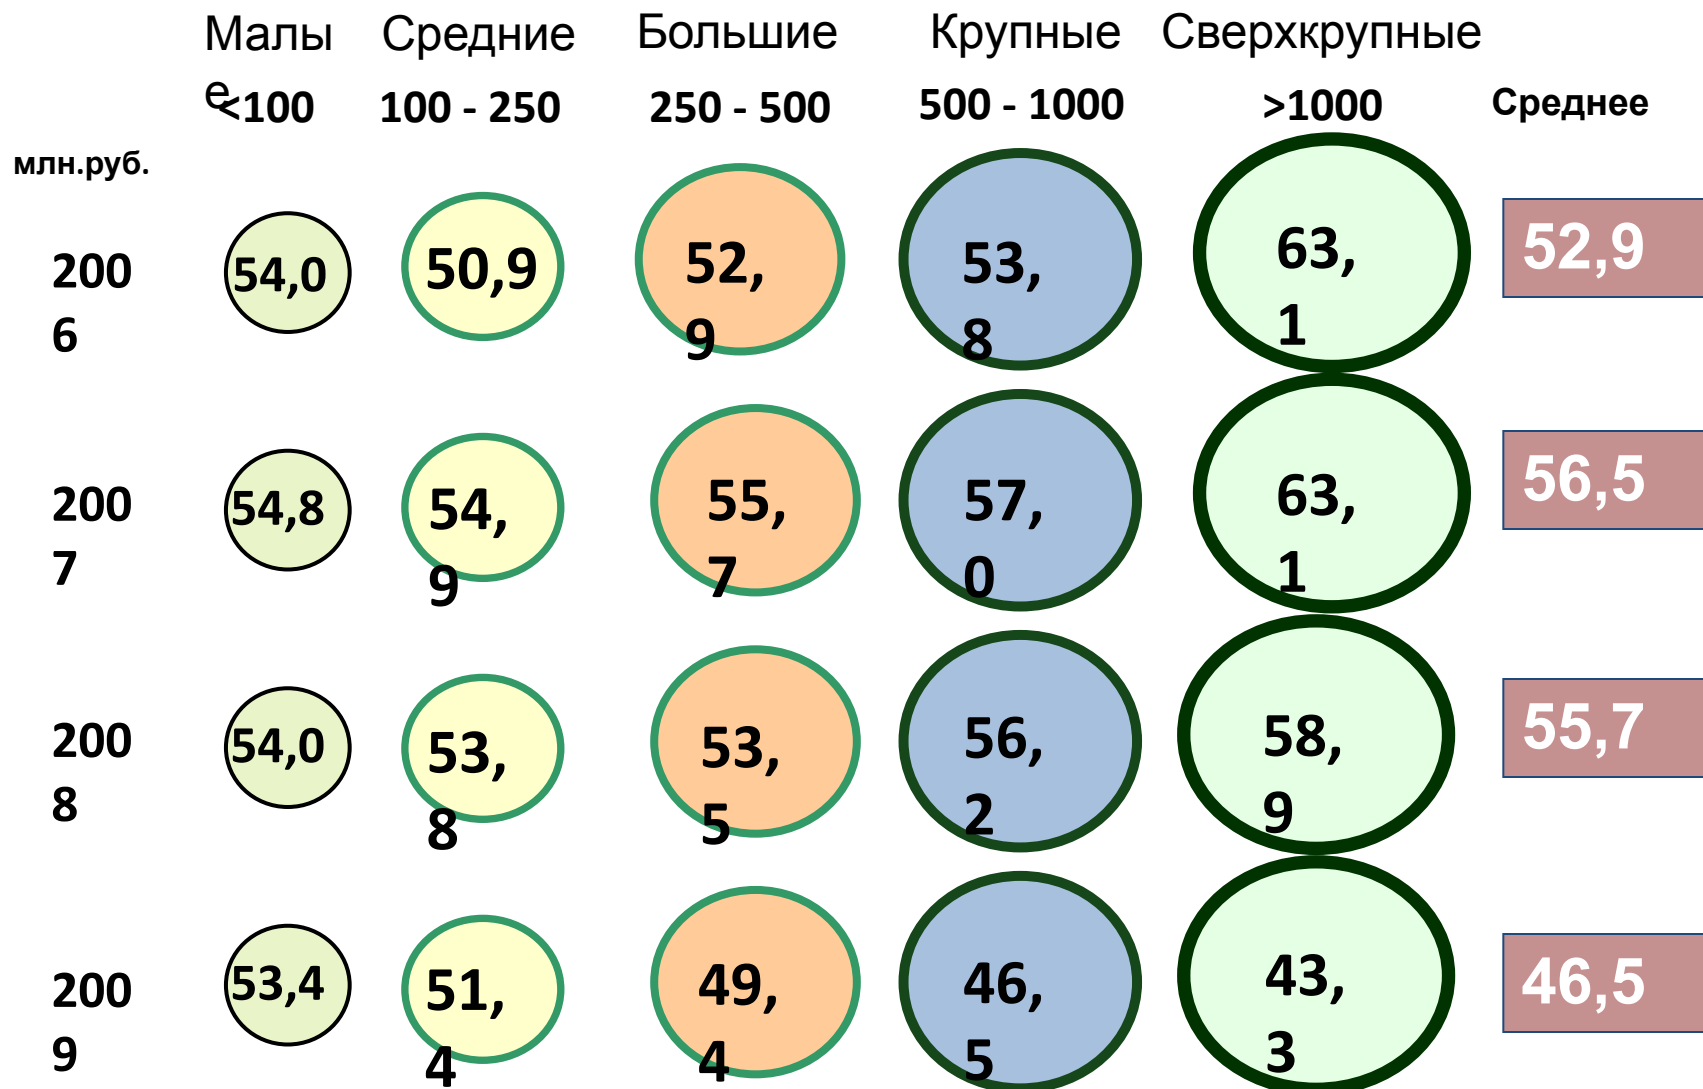 Малы Средние Большие Крупные Сверхкрупные
е
<100 100 - 250 250 - 500 500 - 1000 >1000 Среднее
млн.руб.
200 54,0 50,9 52, 53, 63, 52,9
6 9 8 1
200 54,8 54, 55, 57, 63, 56,5
7 9 7 0 1
200 54,0 53, 53, 56, 58, 55,7
8 8 5 2 9
200 53,4 51, 49, 46, 43, 46,5
9 4 4 5 3